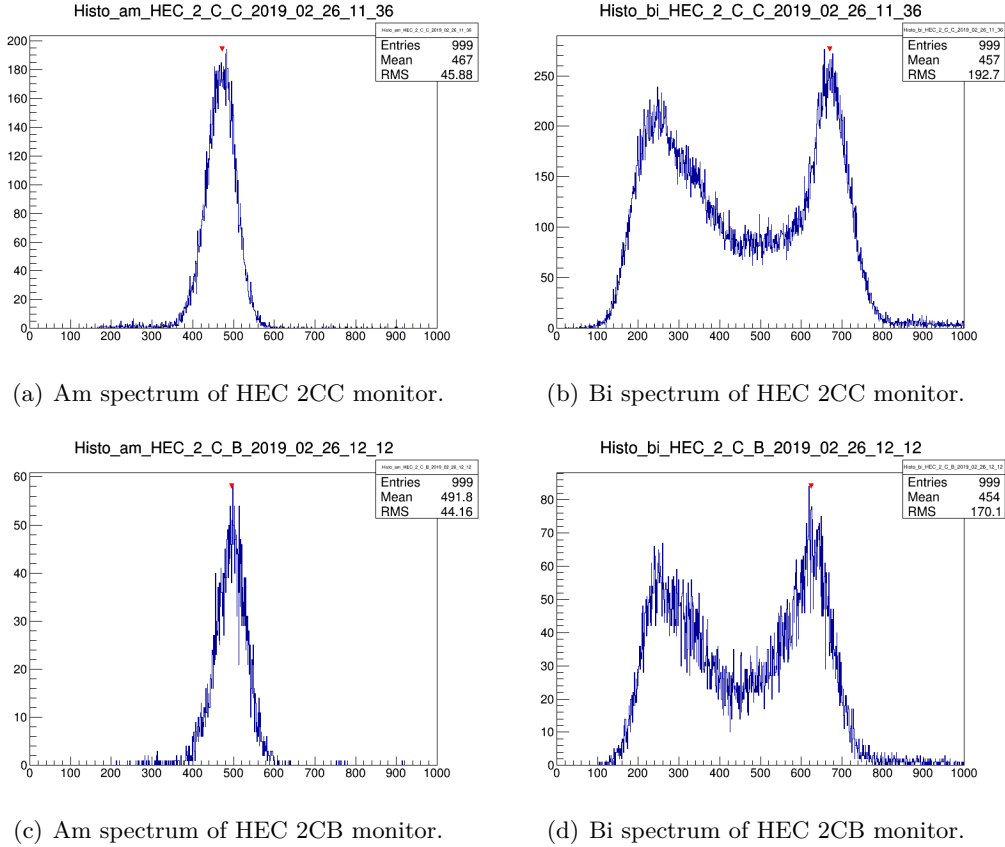 Histo_am_HEC_2_C_C_2019_02_26_11_36
Histo_am_HEC_2_C_C_2019_02_26_11_36
Entries 999
Mean 467
RMS 45.88
200
180
160
140
120
100
80
60
40
20
0
0 100 200 300 400 500 600 700 800 900 1000
(a) Am spectrum of HEC 2CC monitor.
Histo_bi_HEC_2_C_C_2019_02_26_11_36
Histo_bi_HEC_2_C_C_2019_02_26_11_36
Entries 999
Mean 457
RMS 192.7
250
200
150
100
50
0
0 100 200 300 400 500 600 700 800 900 1000
(b) Bi spectrum of HEC 2CC monitor.
Histo_am_HEC_2_C_B_2019_02_26_12_12
Histo_am_HEC_2_C_B_2019_02_26_12_12
Entries 999
Mean 491.8
RMS 44.16
60
50
40
30
20
10
0
0 100 200 300 400 500 600 700 800 900 1000
(c) Am spectrum of HEC 2CB monitor.
Histo_bi_HEC_2_C_B_2019_02_26_12_12
Histo_bi_HEC_2_C_B_2019_02_26_12_12
Entries 999
Mean 454
RMS 170.1
80
70
60
50
40
30
20
10
0
0 100 200 300 400 500 600 700 800 900 1000
(d) Bi spectrum of HEC 2CB monitor.